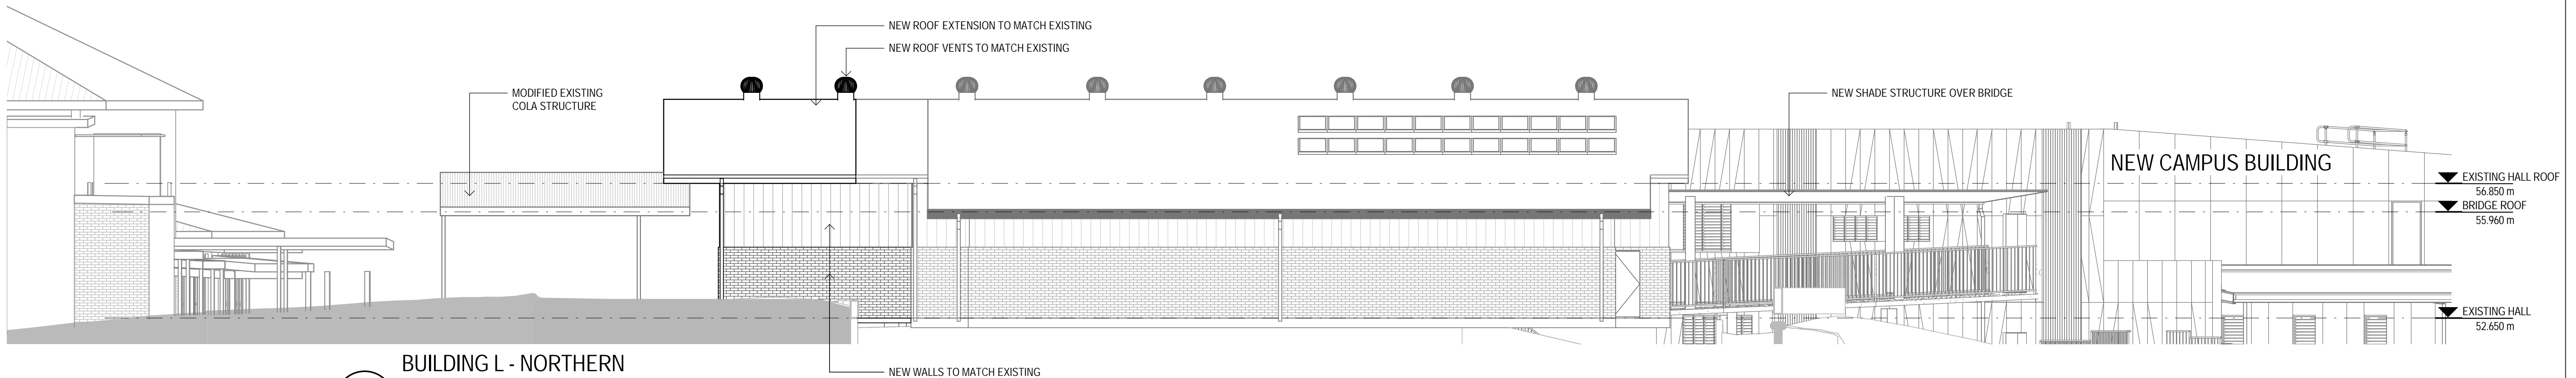 NEW ROOF EXTENSION TO MATCH EXISTING
NEW ROOF VENTS TO MATCH EXISTING
MODIFIED EXISTING
COLA STRUCTURE
NEW SHADE STRUCTURE OVER BRIDGE
NEW CAMPUS BUILDING
EXISTING HALL ROOF
56.850 m
BRIDGE ROOF
55.960 m
EXISTING HALL
52.650 m
BUILDING L - NORTHERN
NEW WALLS TO MATCH EXISTING